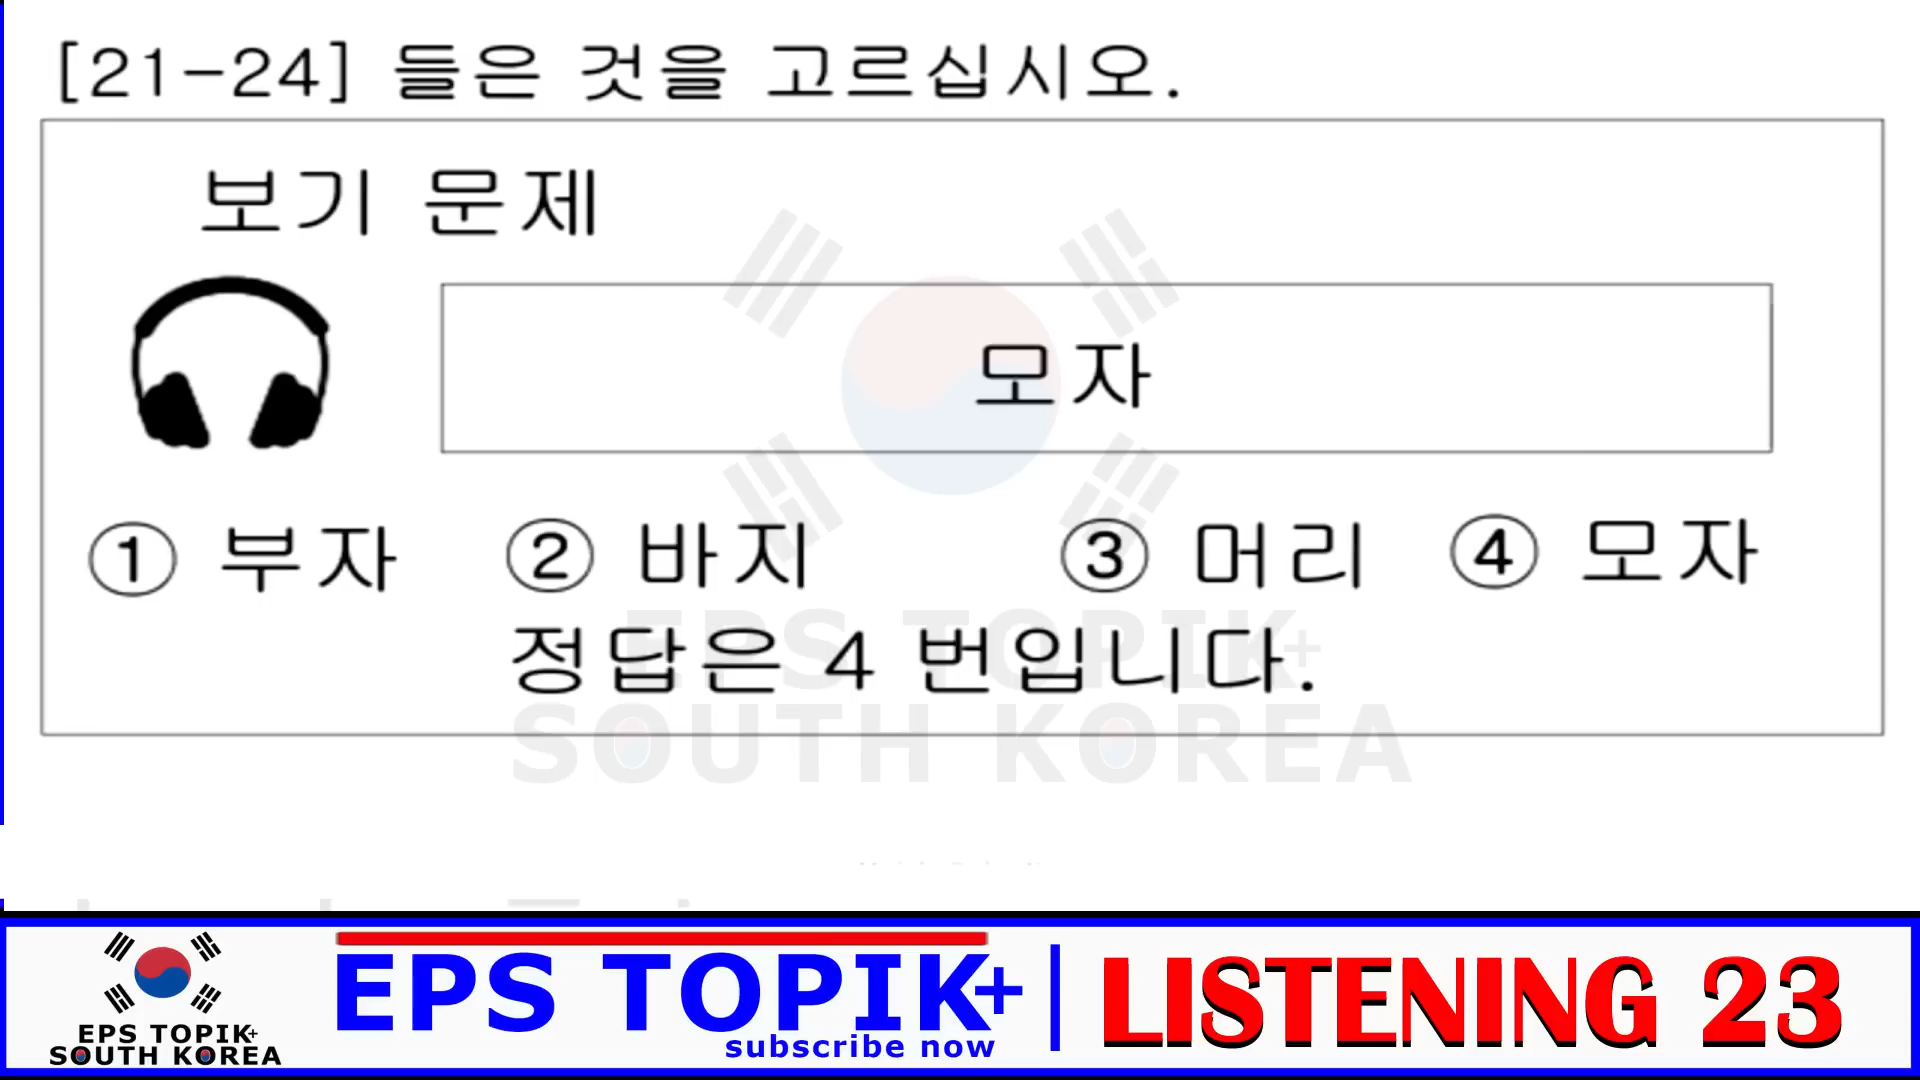 [21-24] 들은 것을 고르십시오.
보기 문제
모자
① 부자 ② 바지 ③ 머리 ④ 모자
정답은 4 번입니다.
EPS TOPIK+
SOUTH KOREA
EPS TOPIK+
SOUTH KOREA
EPS TOPIK+
subscribe now
LISTENING 23